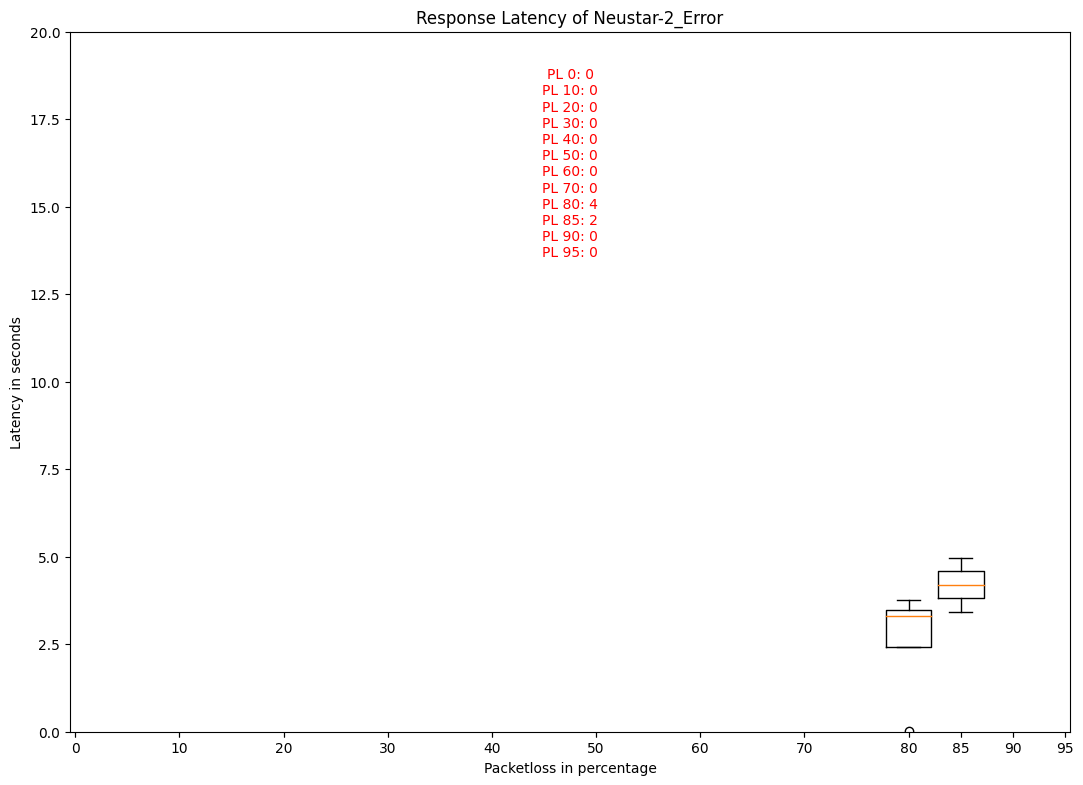 Response Latency of Neustar-2_Error
20.0
17.5
15.0
12.5
10.0
7.5
5.0
2.5
0.0
Latency in seconds
PL 0: 0
PL 10: 0
PL 20: 0
PL 30: 0
PL 40: 0
PL 50: 0
PL 60: 0
PL 70: 0
PL 80: 4
PL 85: 2
PL 90: 0
PL 95: 0
0 10 20 30 40 50 60 70 80 85 90 95
Packetloss in percentage